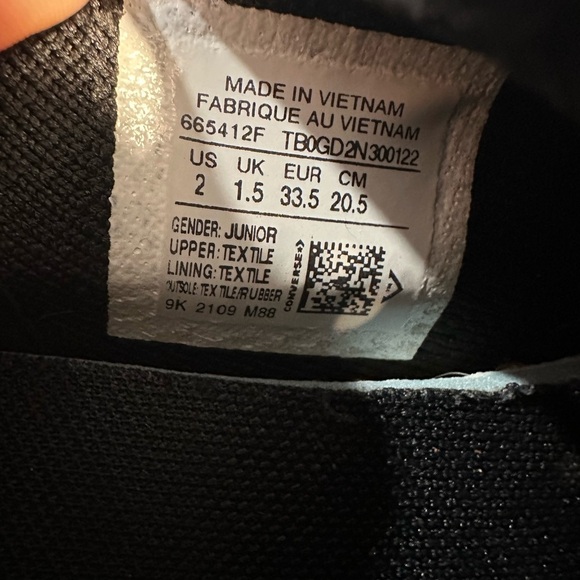 MADE IN VIETNAM
FABRIQUE AU VIETNAM
665412F TB0GD2N300122
US UK EUR CM
2 1.5 33.5 20.5
GENDER: JUNIOR
UPPER: TEXTILE
LINING: TEXTILE
OUTSOLE: TEXTILE/RUBBER
9K 2109 M88
CONVERSE